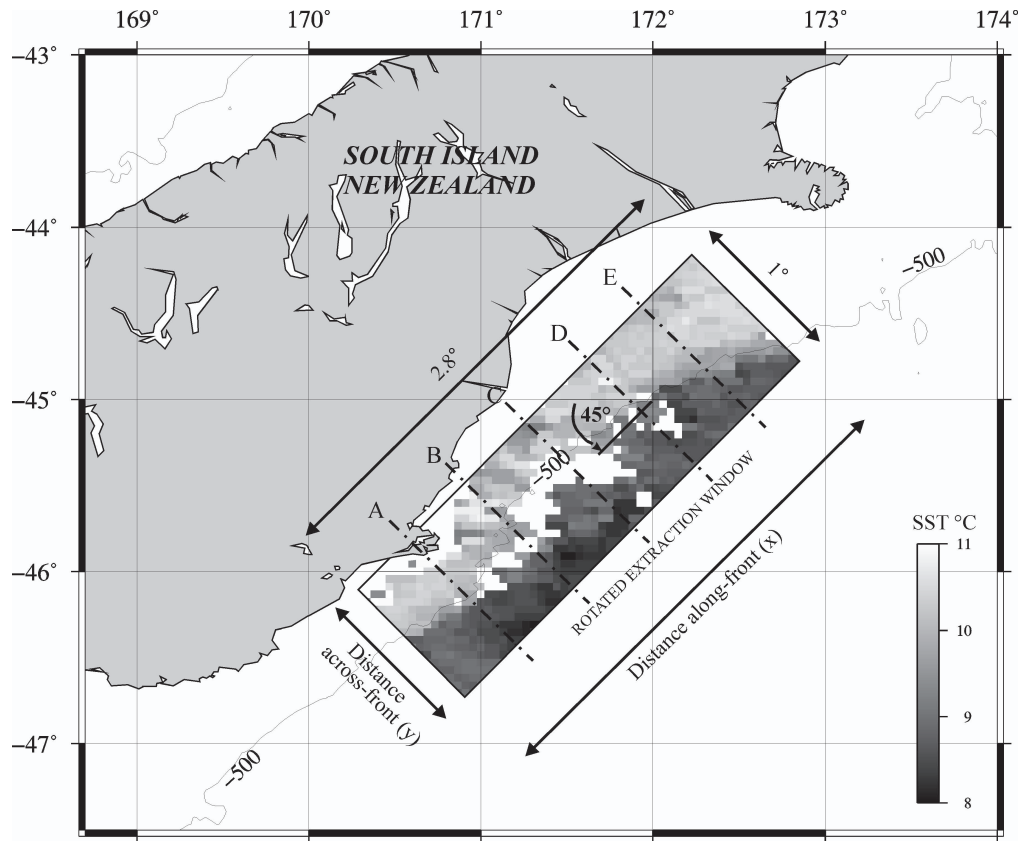 169° 170° 171° 172° 173° 174°
−43°
−44°
−45°
−46°
−47°
SOUTH ISLAND
NEW ZEALAND
1°
−500
2.8°
E
D
C
B
A
45°
−500
ROTATED EXTRACTION WINDOW
Distance along-front (x)
Distance
across-front (y)
−500
SST °C
11
10
9
8